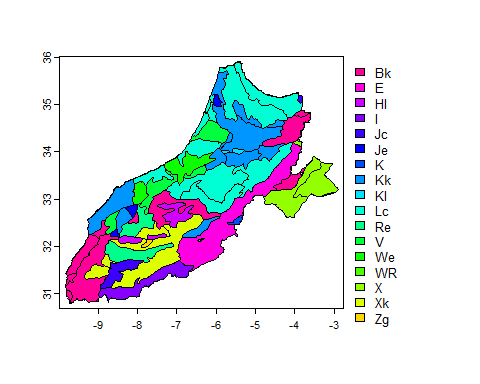 36
35
34
33
32
31
-9
-8
-7
-6
-5
-4
-3
Bk
E
Hl
I
Jc
Je
K
Kk
Kl
Lc
Re
V
We
WR
X
Xk
Zg